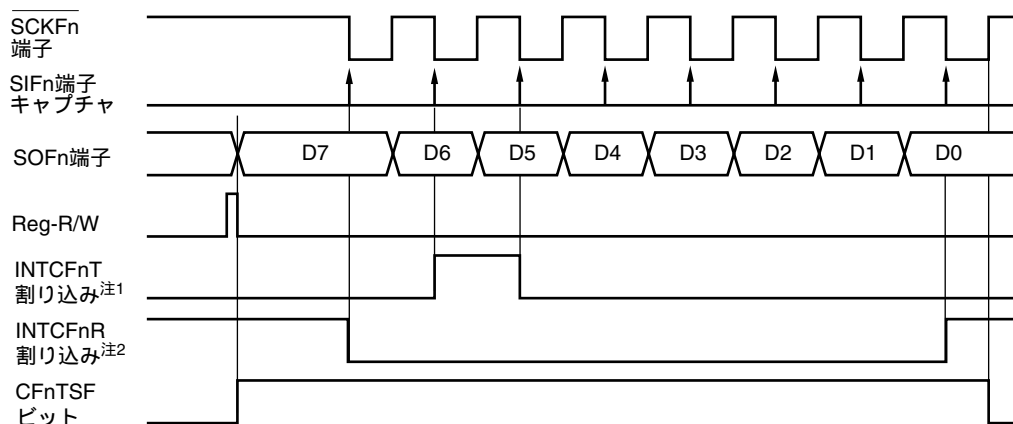 SCKFn
端子
SIFn端子
キャプチャ
SOFn端子 D7 D6 D5 D4 D3 D2 D1 D0
Reg-R/W
INTCFnT
割り込み注1
INTCFnR
割り込み注2
CFnTSF
ビット